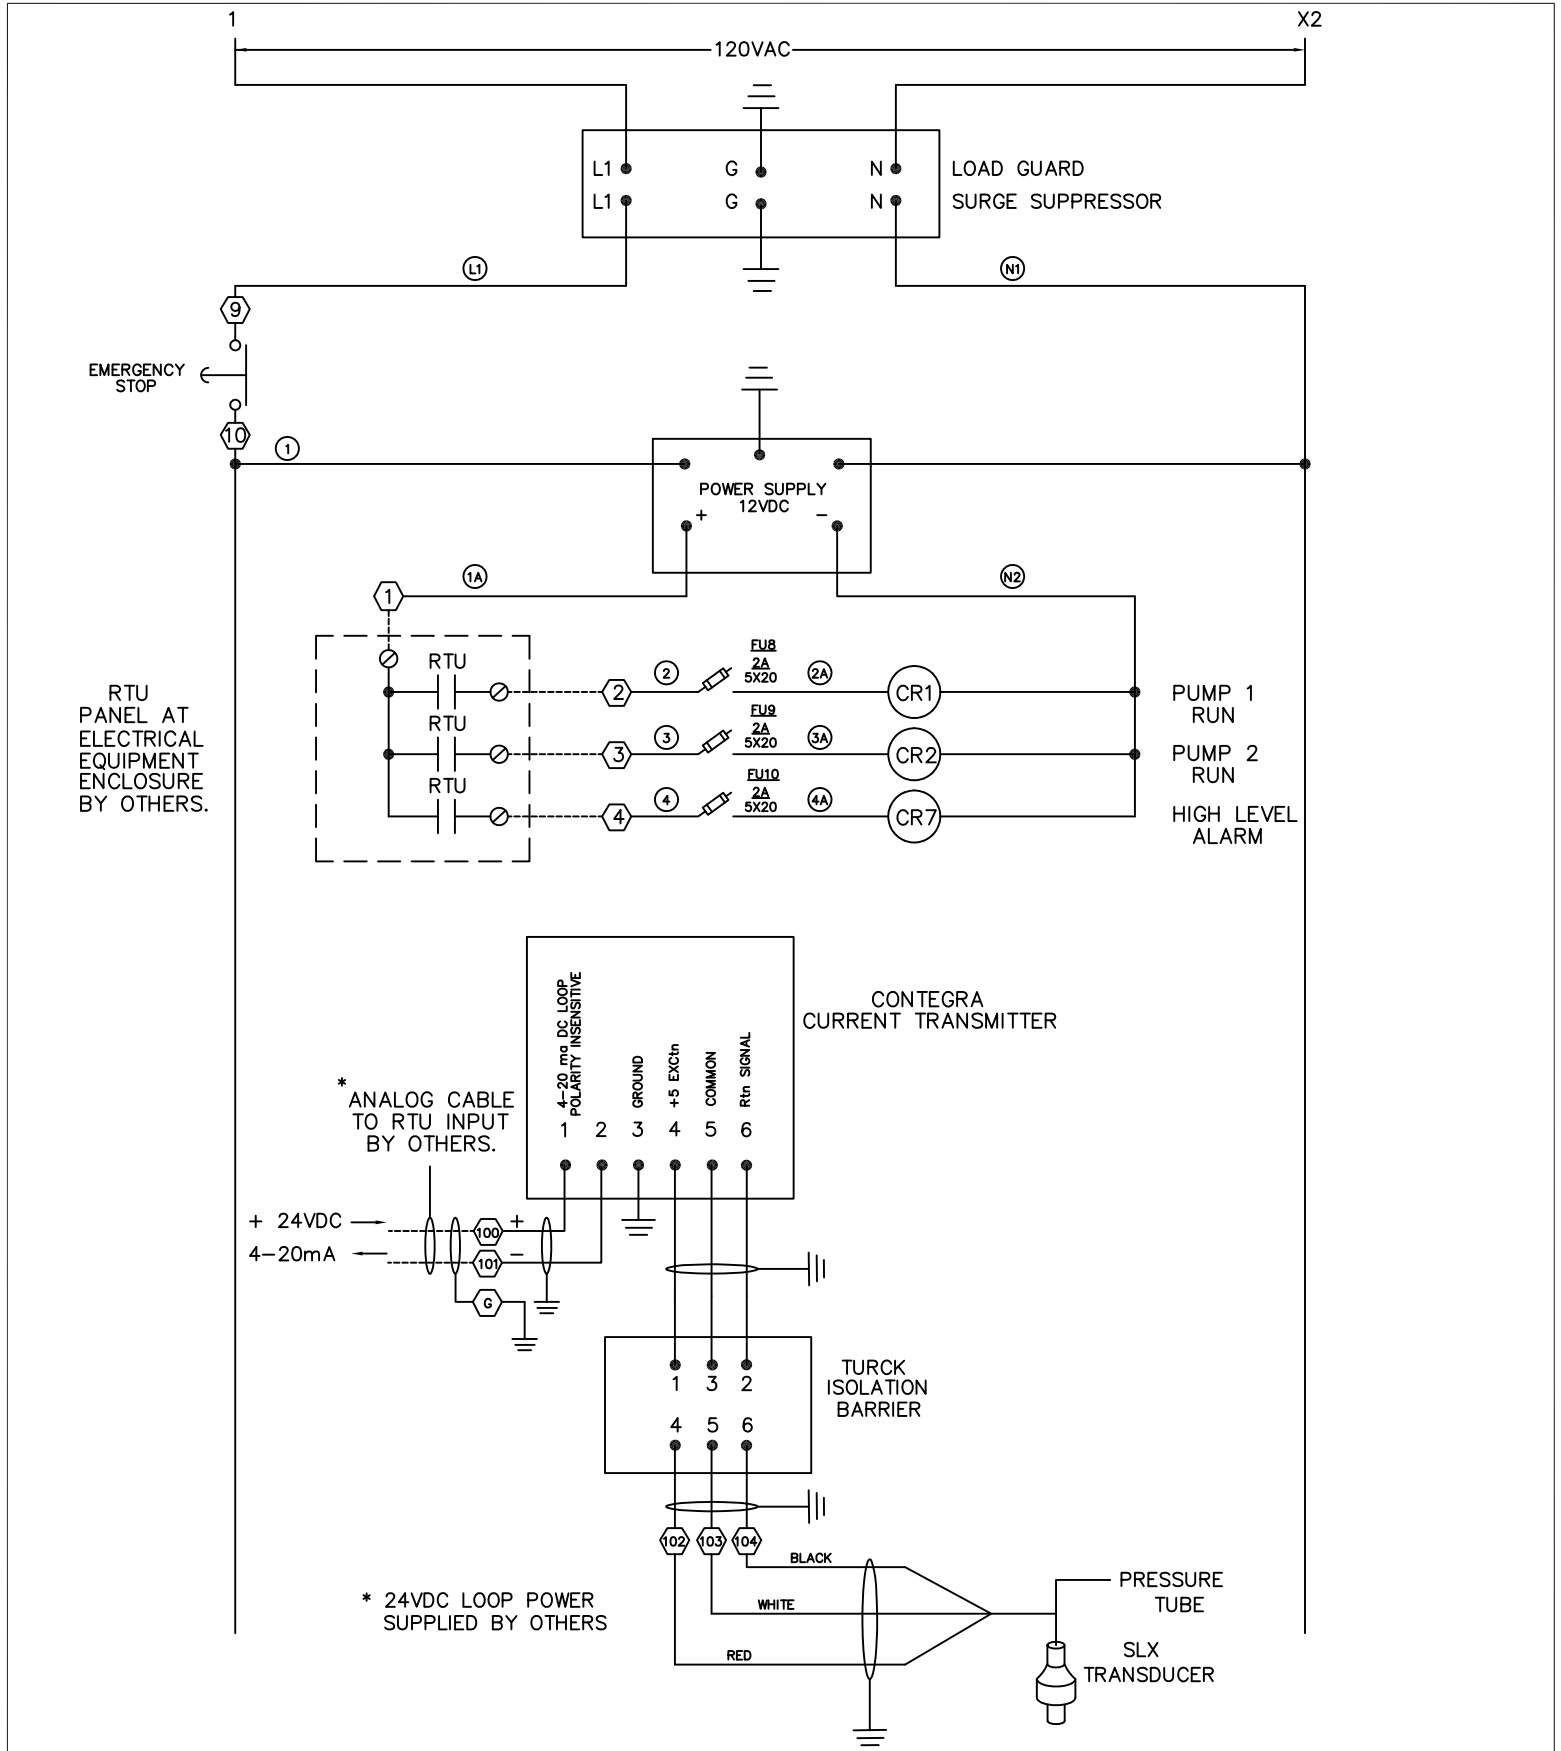 1
X2
120VAC
L1
G
N
LOAD GUARD
L1
G
N
SURGE SUPPRESSOR
L1
N1
9
EMERGENCY
STOP
10
1
POWER SUPPLY
12VDC
+
−
1A
N2
1
RTU
PANEL AT
ELECTRICAL
EQUIPMENT
ENCLOSURE
BY OTHERS.
RTU
2
2
FU8
2A
5X20
2A
CR1
PUMP 1
RUN
RTU
3
3
FU9
2A
5X20
3A
CR2
PUMP 2
RUN
RTU
4
4
FU10
2A
5X20
4A
CR7
HIGH LEVEL
ALARM
CONTEGRA
CURRENT TRANSMITTER
4-20 ma DC LOOP
POLARITY INSENSITIVE
GROUND
+5 EXCtn
COMMON
Rtn SIGNAL
1
2
3
4
5
6
*
ANALOG CABLE
TO RTU INPUT
BY OTHERS.
+ 24VDC
100
+
4-20mA
101
−
G
1
3
2
4
5
6
TURCK
ISOLATION
BARRIER
102
103
104
BLACK
WHITE
RED
* 24VDC LOOP POWER
SUPPLIED BY OTHERS
PRESSURE
TUBE
SLX
TRANSDUCER